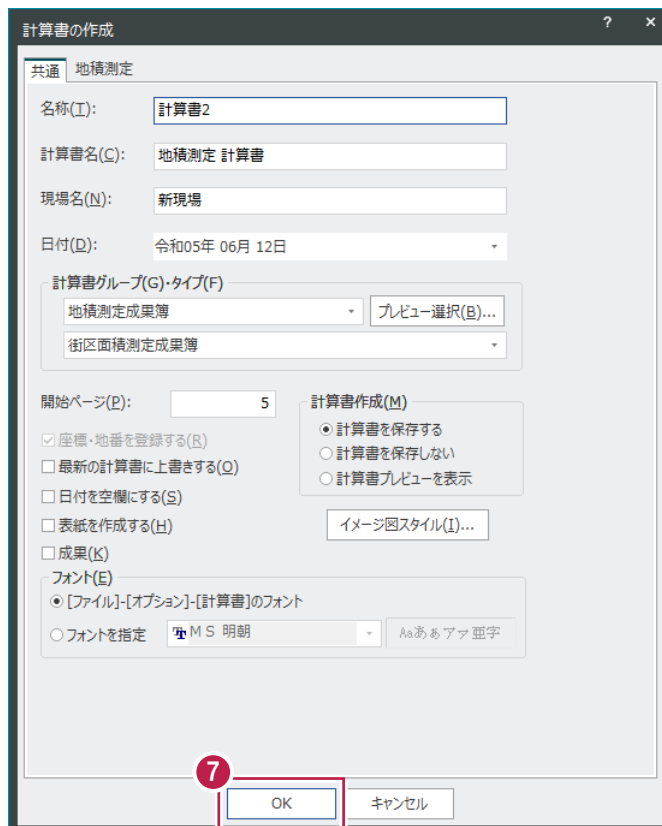 計算書の作成 ? ×
共通 地積測定
名称(T): 計算書2
計算書名(C): 地積測定 計算書
現場名(N): 新現場
日付(D): 令和05年 06月 12日
計算書グループ(G)・タイプ(F)
地積測定成果簿 プレビュー選択(B)...
街区面積測定成果簿
開始ページ(P): 5
計算書作成(M)
計算書を保存する
計算書を保存しない
計算書プレビューを表示
座標・地番を登録する(R)
最新の計算書に上書きする(O)
日付を空欄にする(S)
表紙を作成する(H)
成果(K)
イメージ図スタイル(I)...
フォント(E)
[ファイル]-[オプション]-[計算書]のフォント
フォントを指定 ＭＳ 明朝 Aaあぁアァ亜字
7
OK キャンセル